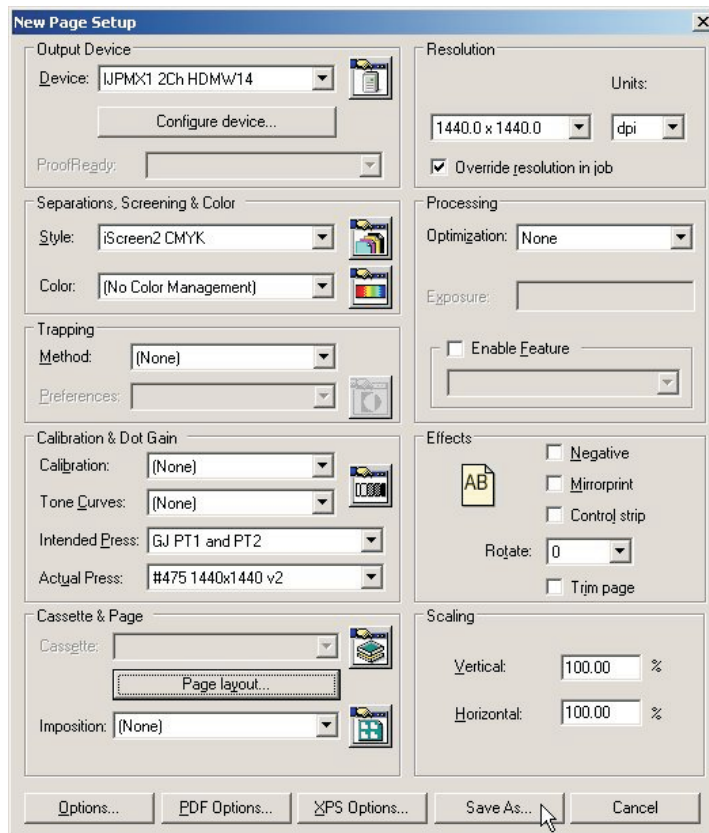 New Page Setup
Output Device
Device: IJPMX1 2Ch HDMW14
Configure device...
ProofReady:
Separations, Screening & Color
Style: iScreen2 CMYK
Color: (No Color Management)
Trapping
Method: (None)
Preferences:
Calibration & Dot Gain
Calibration: (None)
Tone Curves: (None)
Intended Press: GJ PT1 and PT2
Actual Press: #475 1440x1440 v2
Cassette & Page
Cassette:
Page layout...
Imposition: (None)
Resolution
Units:
1440.0 x 1440.0 dpi
Override resolution in job
Processing
Optimization: None
Exposure:
Enable Feature
Effects
AB
Negative
Mirrorprint
Control strip
Rotate: 0
Trim page
Scaling
Vertical: 100.00 %
Horizontal: 100.00 %
Options... PDF Options... XPS Options... Save As... Cancel